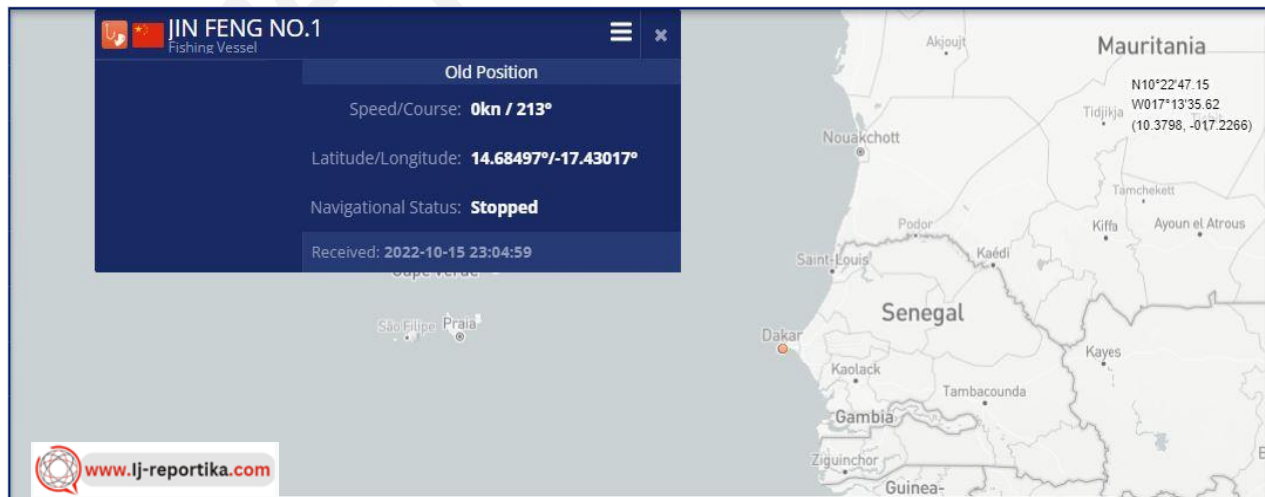 JIN FENG NO.1
Fishing Vessel
Old Position
Speed/Course: 0kn / 213°
Latitude/Longitude: 14.68497°/-17.43017°
Navigational Status: Stopped
Received: 2022-10-15 23:04:59
Akjoujt
Mauritania
N10°22'47.15
W017°13'35.62
(10.3798, -017.2266)
Tidjikja
Nouakchott
Tamchekett
Podor
Kiffa
Ayoun el Atrous
Kaédi
Saint-Louis
Cape Verde
Senegal
São Filipe
Praia
Dakar
Kayes
Kaolack
Tambacounda
Gambia
Ziguinchor
Guinea-
www.lj-reportika.com